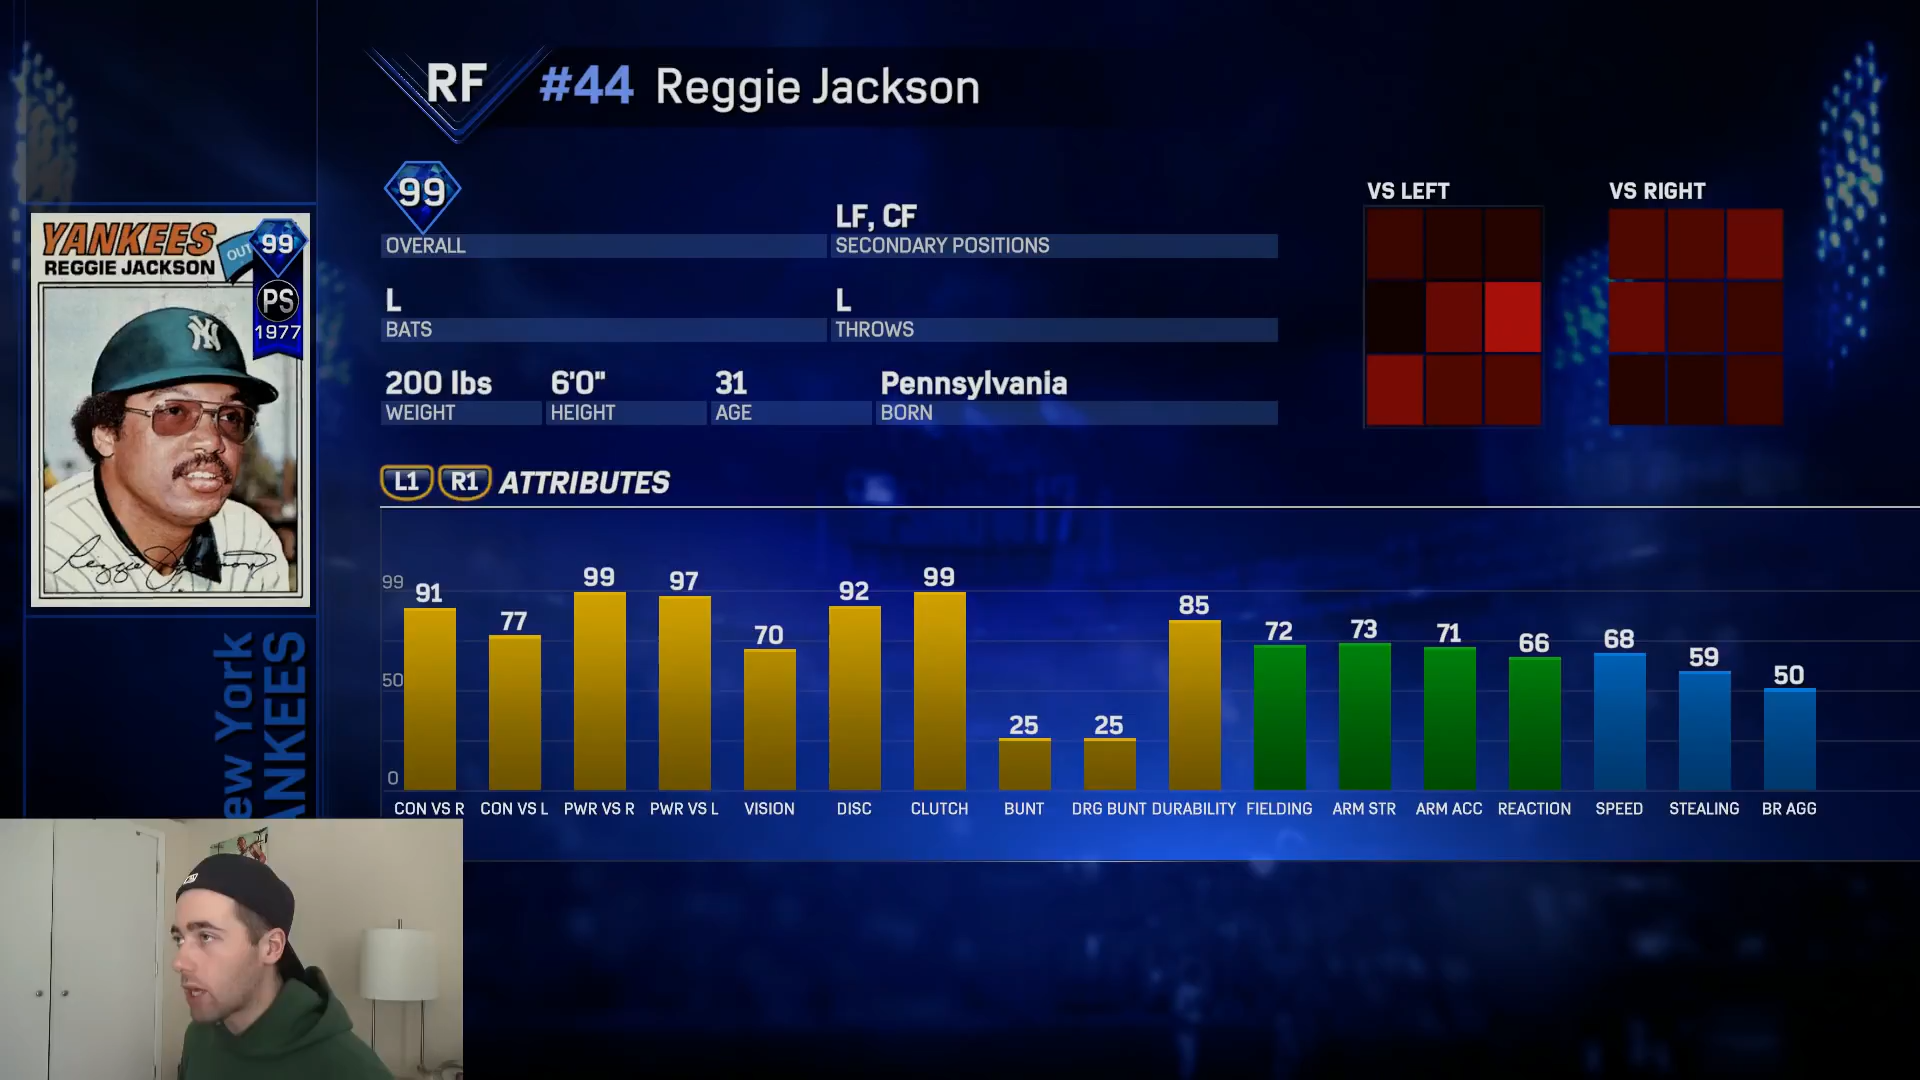 RF #44 Reggie Jackson
99
OVERALL
LF, CF
SECONDARY POSITIONS
L
BATS
L
THROWS
200 lbs
WEIGHT
6'0"
HEIGHT
31
AGE
Pennsylvania
BORN
VS LEFT
VS RIGHT
YANKEES
REGGIE JACKSON
OUT
99
PS
1977
Reggie Jackson
ew York
ANKEES
L1 R1 ATTRIBUTES
99
50
0
91 77 99 97 70 92 99 25 25 85 72 73 71 66 68 59 50
CON VS R CON VS L PWR VS R PWR VS L VISION DISC CLUTCH BUNT DRG BUNT DURABILITY FIELDING ARM STR ARM ACC REACTION SPEED STEALING BR AGG